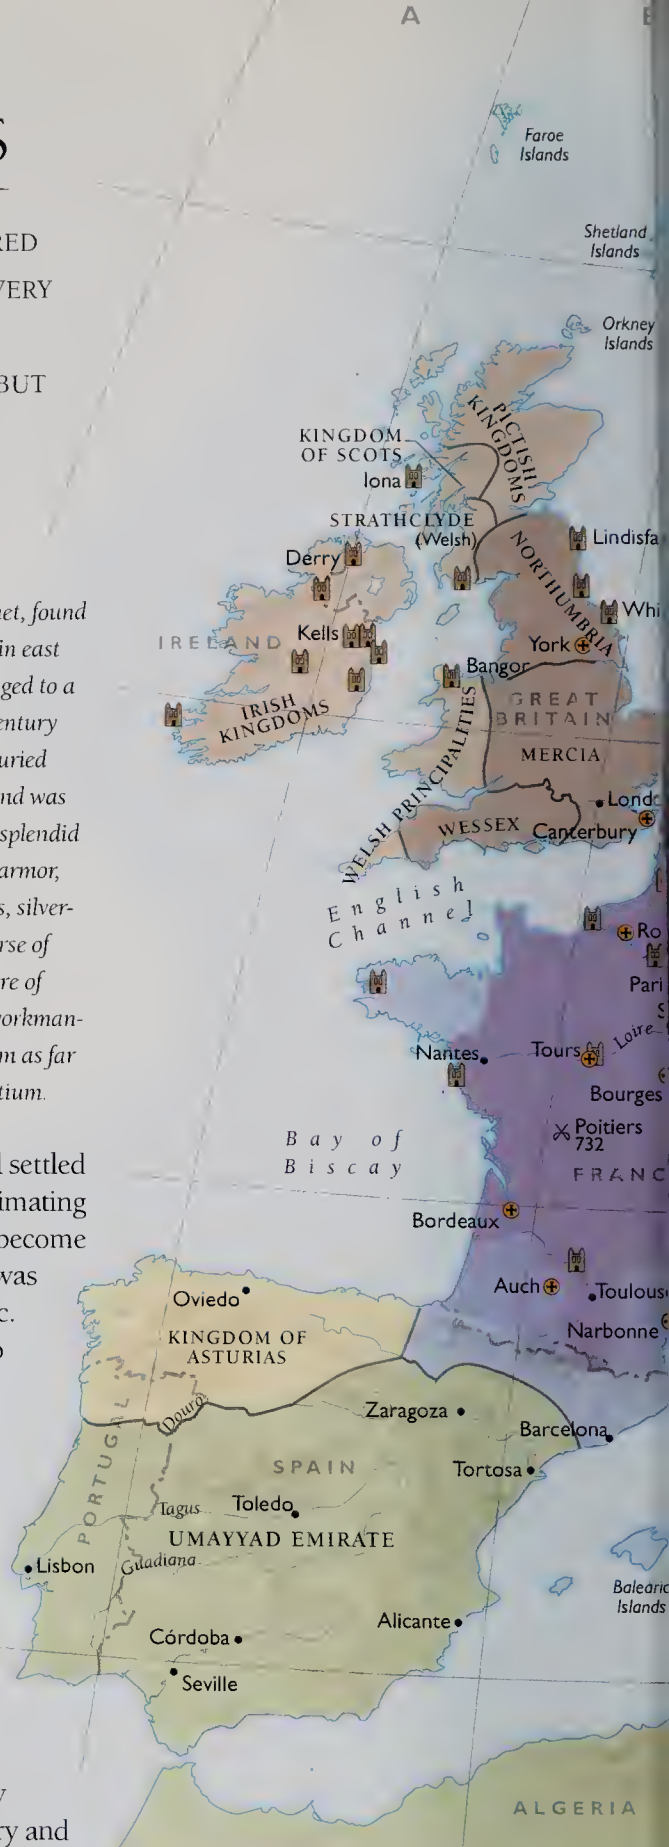 A
S
RED
VERY
BUT
net, found
in east
ged to a
entury
uried
nd was
splendid
armor,
s, silver-
rse of
re of
workman-
m as far
tium.
l settled
imating
become
was
c.
o
y
ry and
Faroe
Islands
Shetland
Islands
Orkney
Islands
PICTISH
KINGDOMS
KINGDOM
OF SCOTS
Iona
STRATHCLYDE
(Welsh)
Lindisfa
Derry
NORTHUMBRIA
Whi
IRELAND
Kells
York
Bangor
IRISH
KINGDOMS
GREAT
BRITAIN
MERCIA
WELSH PRINCIPALITIES
WESSEX
Lond
Canterbury
English
Channel
Ro
Pari
S
Nantes
Tours
Loire
Bourges
Poitiers
732
Bay of
Biscay
FRANC
Bordeaux
Auch
Toulous
Narbonne
Oviedo
KINGDOM OF
ASTURIAS
Douro
PORTUGAL
Zaragoza
Barcelona
SPAIN
Tortosa
Tagus
Toledo
UMAYYAD EMIRATE
Lisbon
Guadiana
Balearic
Islands
Alicante
Córdoba
Seville
ALGERIA